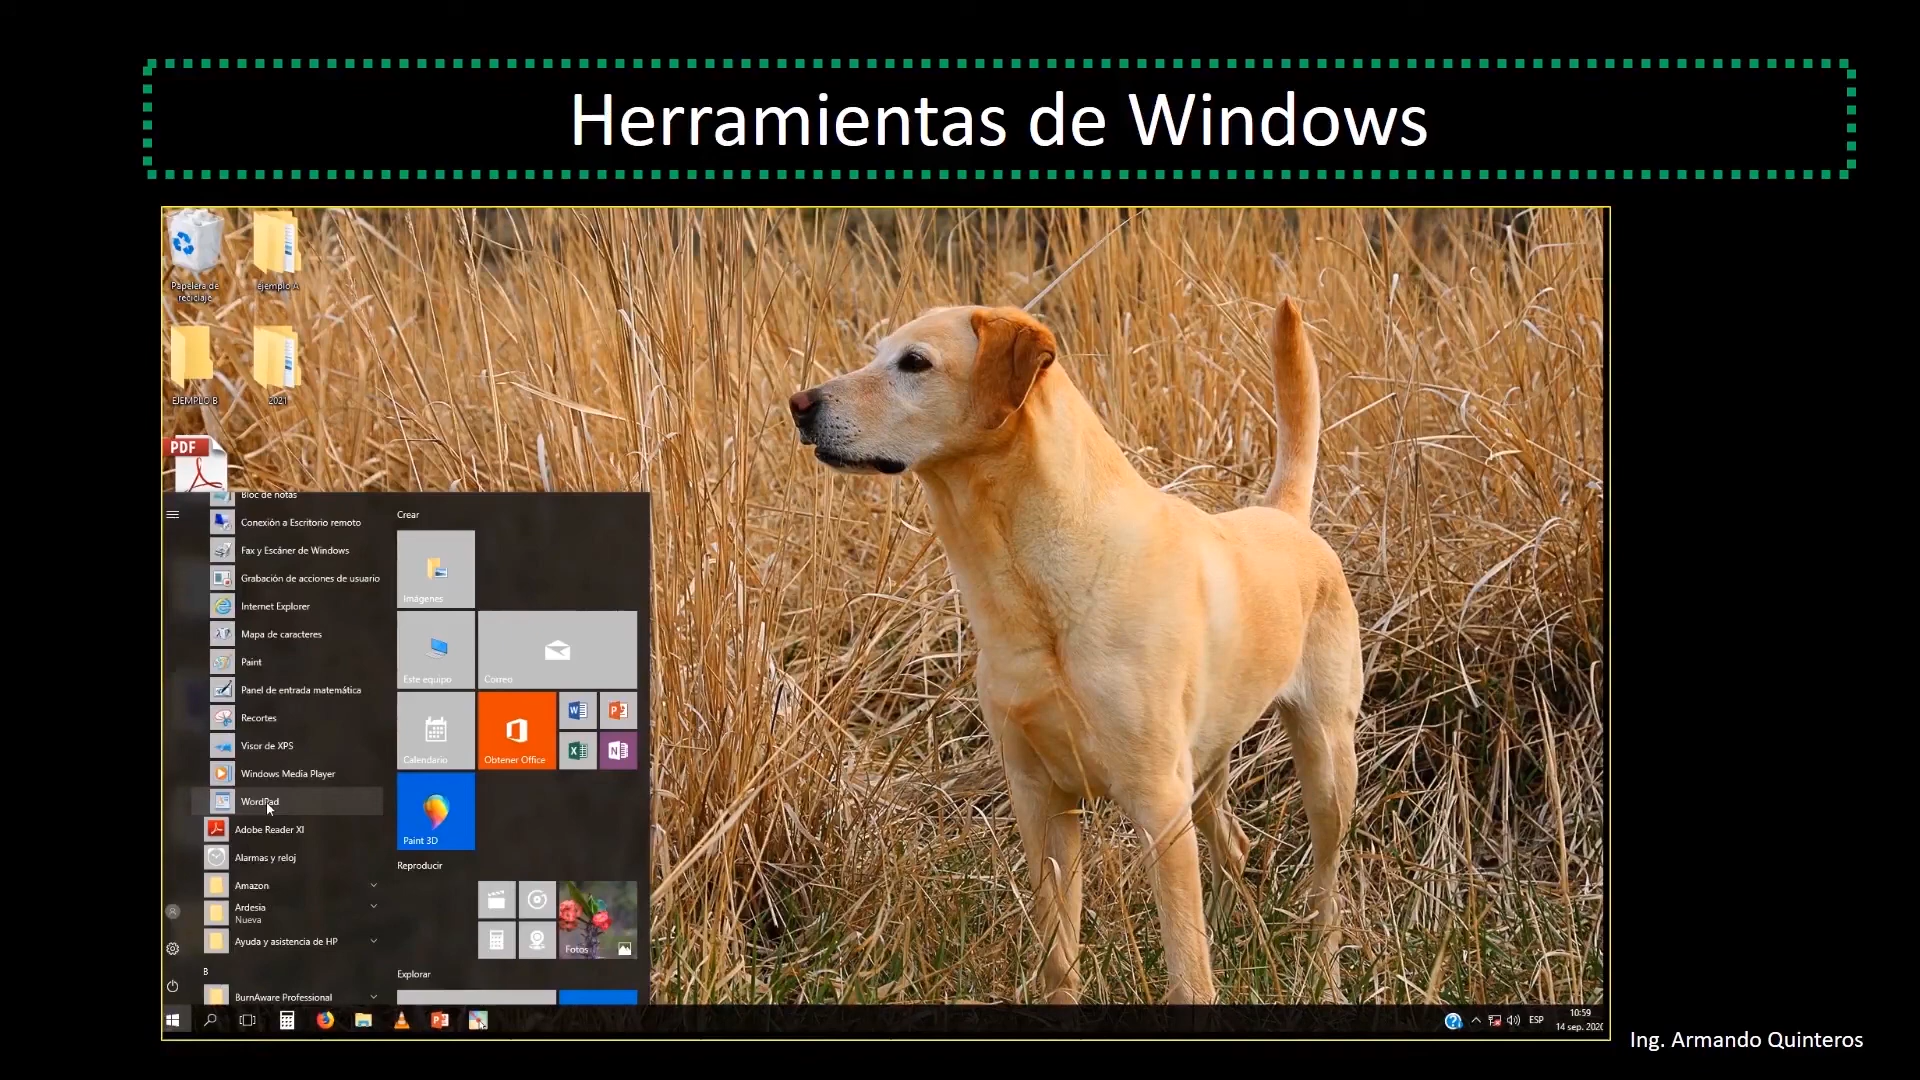 Herramientas de Windows
Papelera de
reciclaje
ejemplo A
EJEMPLO B
2021
PDF
Bloc de notas
Conexión a Escritorio remoto
Fax y Escáner de Windows
Grabación de acciones de usuario
Internet Explorer
Mapa de caracteres
Paint
Panel de entrada matemática
Recortes
Visor de XPS
Windows Media Player
WordPad
Adobe Reader XI
Alarmas y reloj
Amazon
Ardesia
Nueva
Ayuda y asistencia de HP
B
BurnAware Professional
Crear
Imágenes
Este equipo
Correo
Calendario
Obtener Office
Paint 3D
Reproducir
Fotos
Explorar
ESP
10:59
14 sep. 2020
Ing. Armando Quinteros